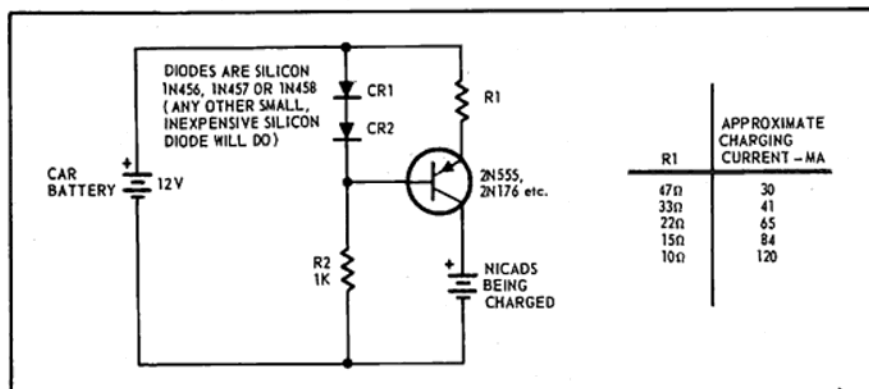 DIODES ARE SILICON
1N456, 1N457 OR 1N458
(ANY OTHER SMALL,
INEXPENSIVE SILICON
DIODE WILL DO)
CR1
CR2
R1
CAR
BATTERY
+
12V
2N555,
2N176 etc.
R2
1K
+
NICADS
BEING
CHARGED
R1
APPROXIMATE
CHARGING
CURRENT – MA
47Ω 30
33Ω 41
22Ω 65
15Ω 84
10Ω 120